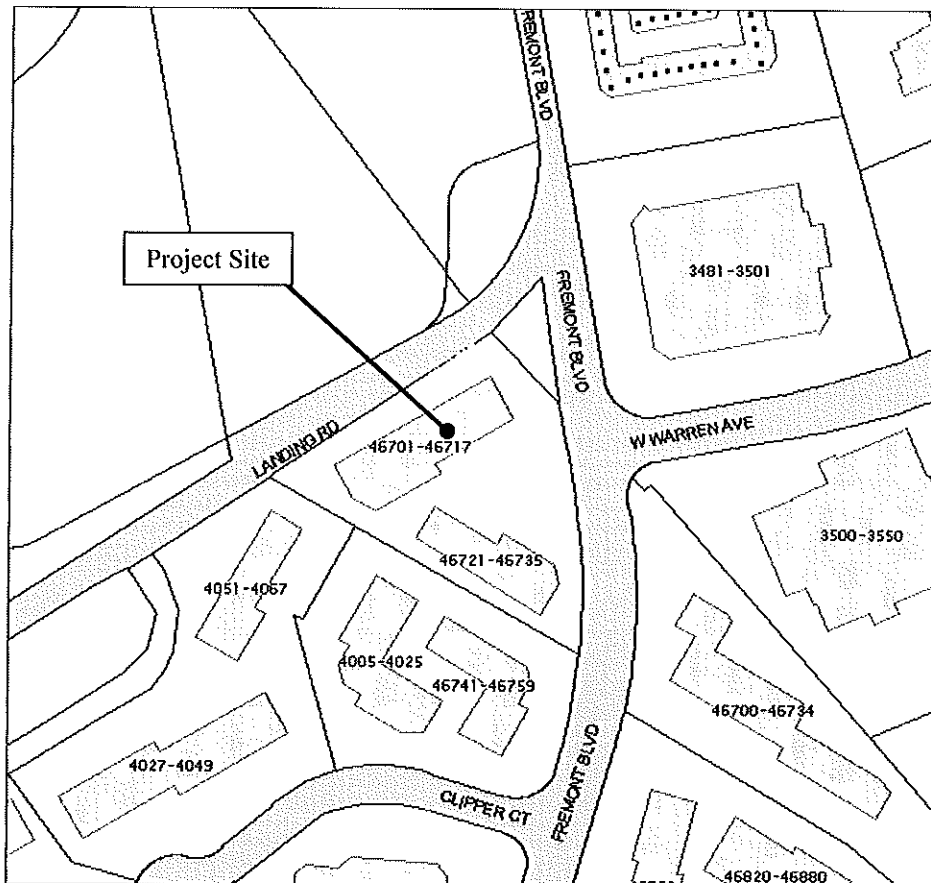 REMONT BLVD
Project Site
3481-3501
FREMONT BLVD
W WARREN AVE
LANDING RD
46701-46717
3500-3550
46721-46735
4051-4067
4005-4025
46741-46759
46700-46734
4027-4049
FREMONT BLVD
CLIPPER CT
46820-46880